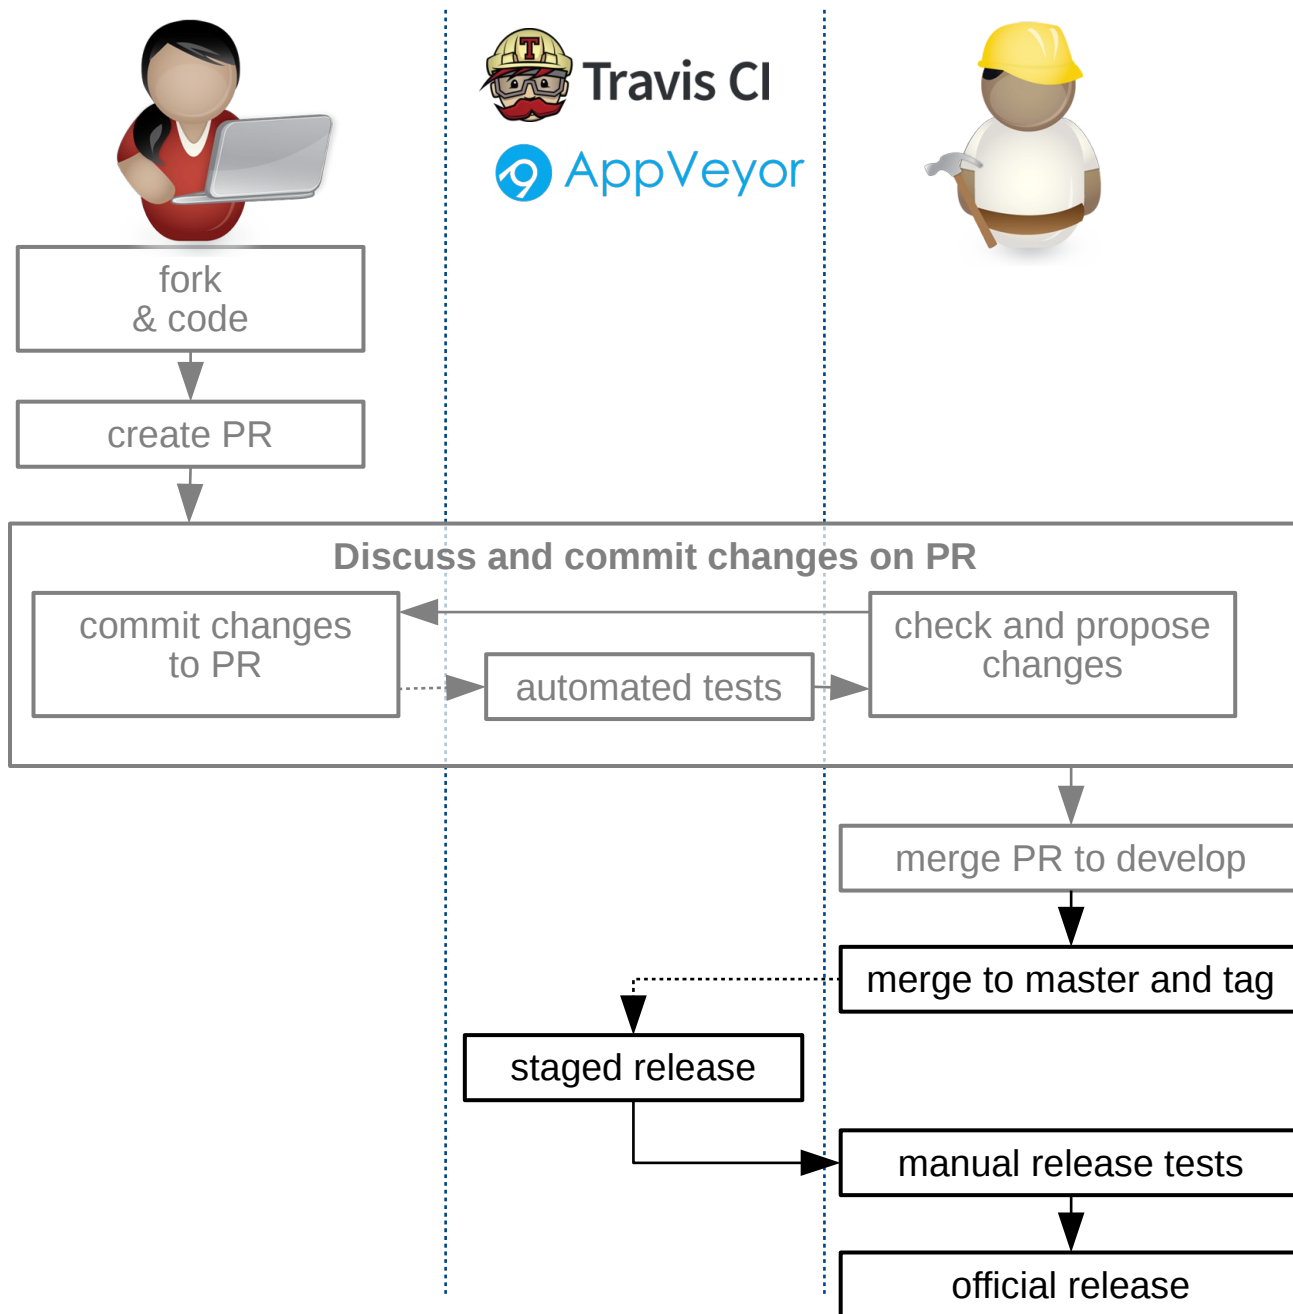 T
Travis CI
AppVeyor
fork
& code
create PR
Discuss and commit changes on PR
commit changes
to PR
automated tests
check and propose
changes
merge PR to develop
merge to master and tag
staged release
manual release tests
official release